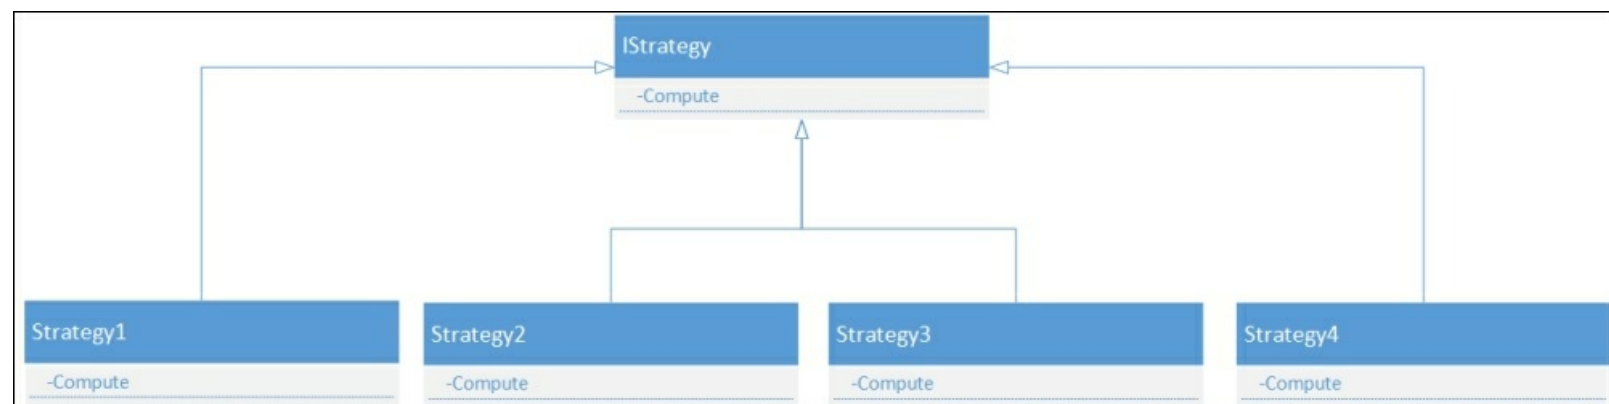 IStrategy
-Compute
Strategy1
-Compute
Strategy2
-Compute
Strategy3
-Compute
Strategy4
-Compute